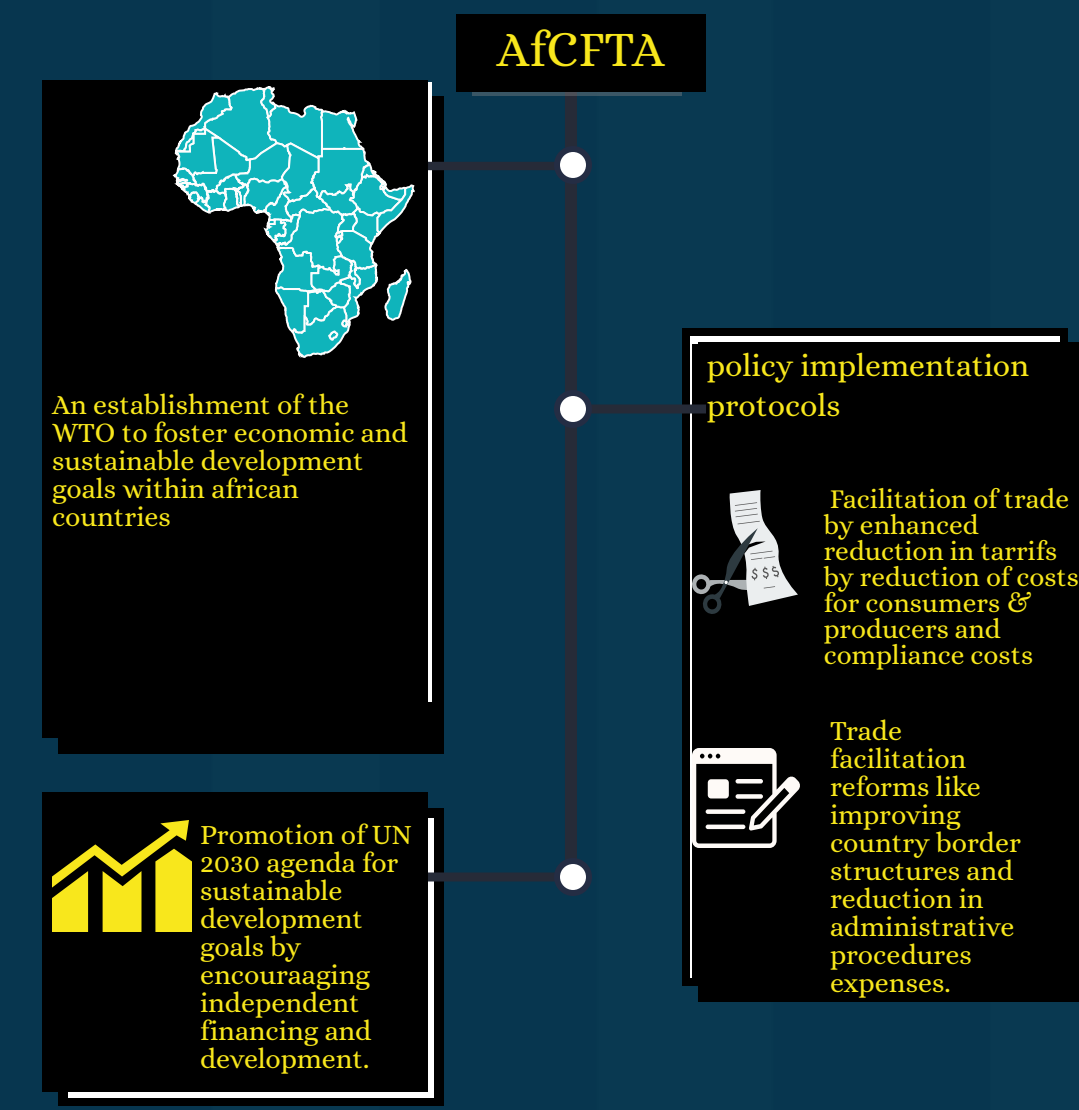 AfCFTA
An establishment of the
WTO to foster economic and
sustainable development
goals within african
countries
policy implementation
protocols
Facilitation of trade
by enhanced
reduction in tarrifs
by reduction of costs
for consumers &
producers and
compliance costs
$ $ $
Trade
facilitation
reforms like
improving
country border
structures and
reduction in
administrative
procedures
expenses.
Promotion of UN
2030 agenda for
sustainable
development
goals by
encouraaging
independent
financing and
development.